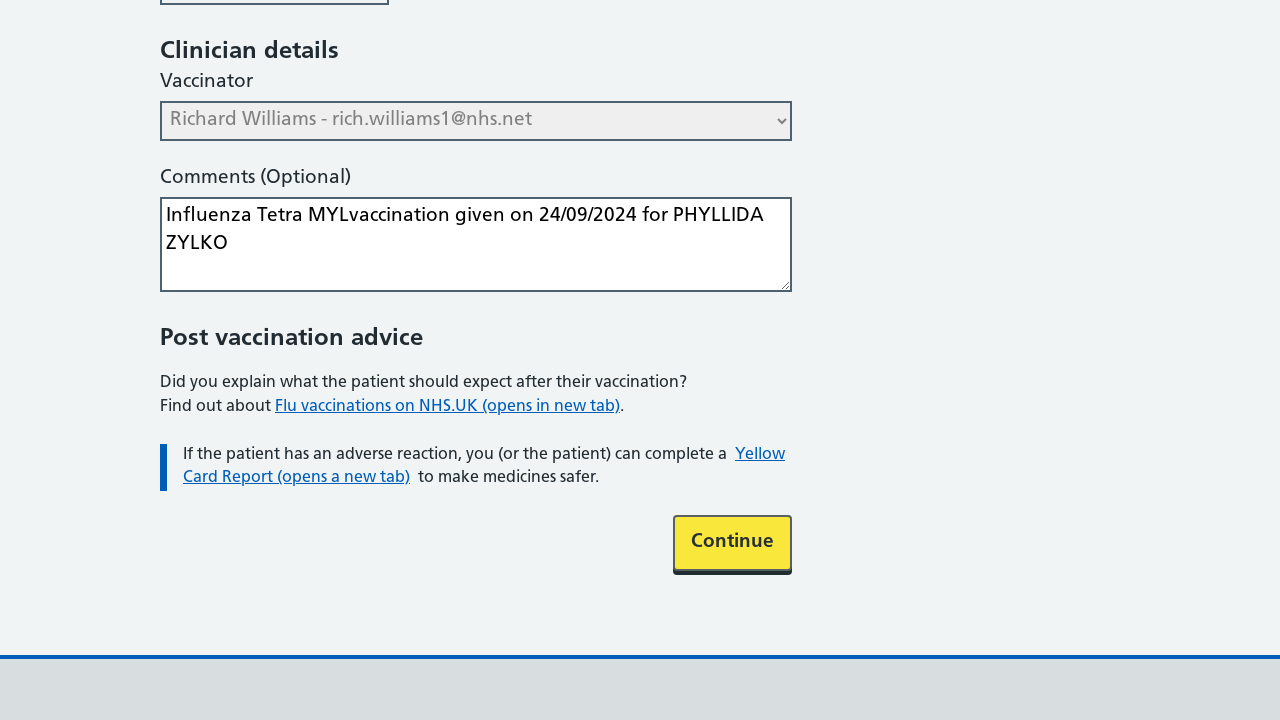 Clinician details
Vaccinator
Richard Williams - rich.williams1@nhs.net
Comments (Optional)
Influenza Tetra MYLvaccination given on 24/09/2024 for PHYLLIDA
ZYLKO
Post vaccination advice
Did you explain what the patient should expect after their vaccination?
Find out about Flu vaccinations on NHS.UK (opens in new tab).
If the patient has an adverse reaction, you (or the patient) can complete a Yellow
Card Report (opens a new tab) to make medicines safer.
Continue